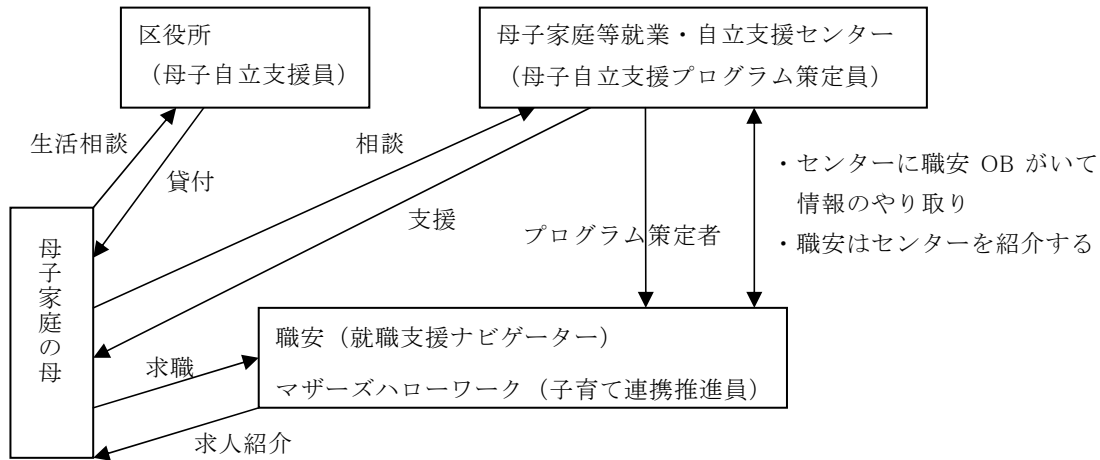 区役所
（母子自立支援員）
母子家庭等就業・自立支援センター
（母子自立支援プログラム策定員）
生活相談
貸付
相談
支援
プログラム策定者
・センターに職安 OB がいて
情報のやり取り
・職安はセンターを紹介する
母子家庭の母
職安（就職支援ナビゲーター）
マザーズハローワーク（子育て連携推進員）
求職
求人紹介